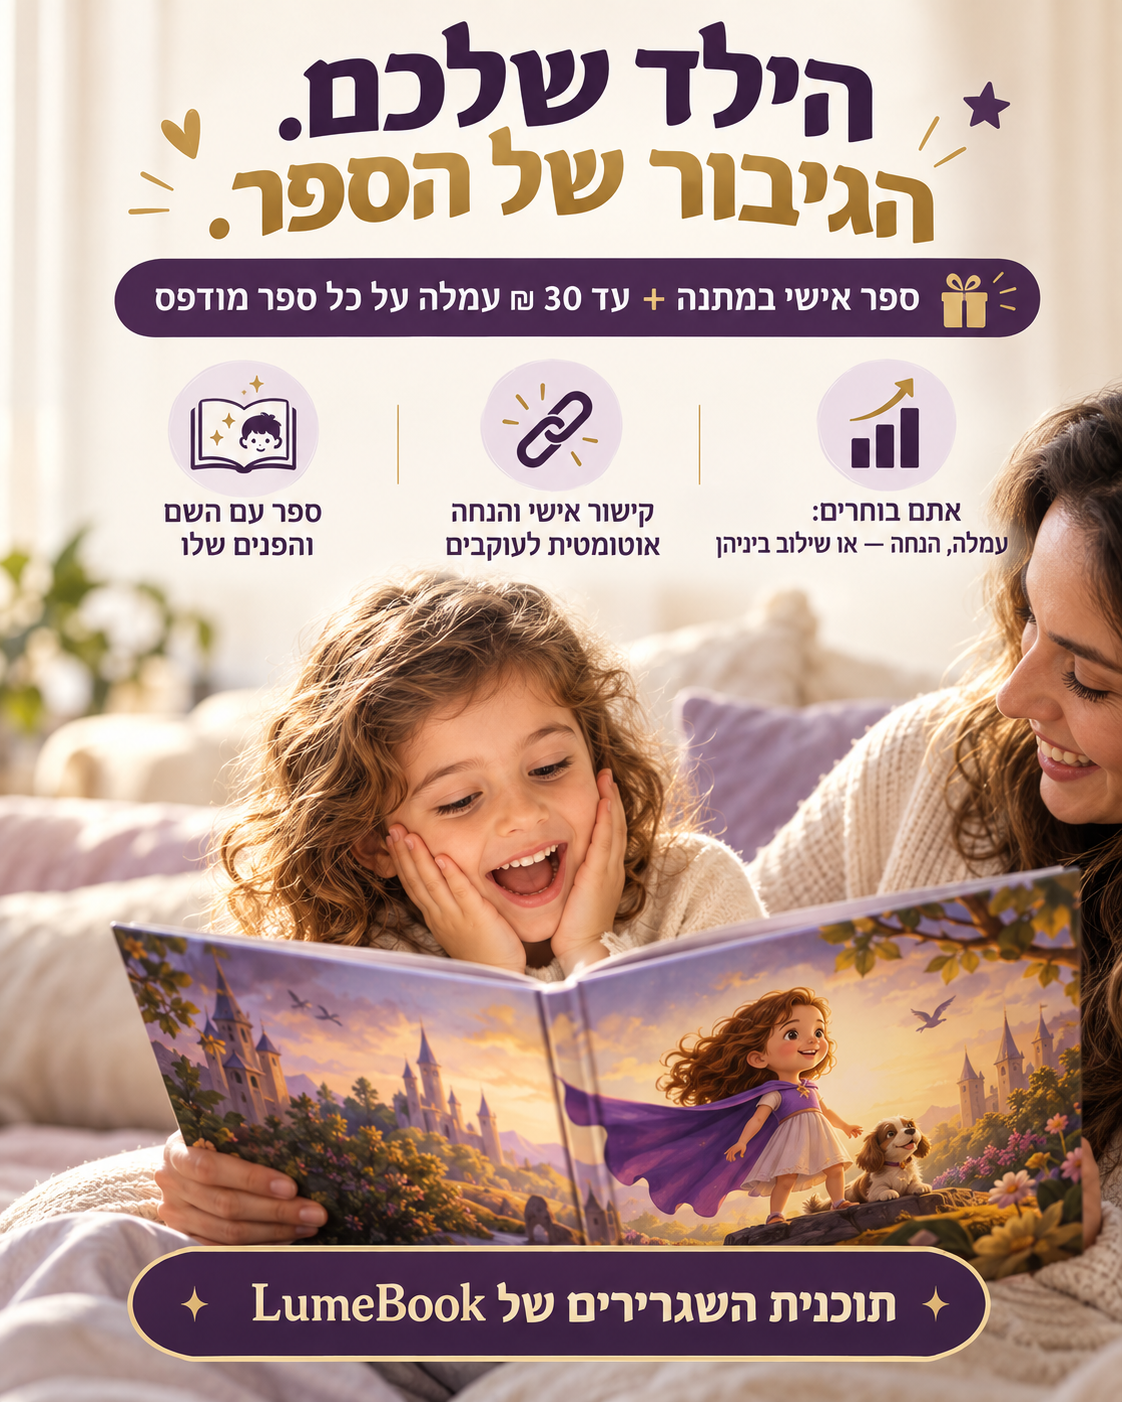 הילד שלכם.
הגיבור של הספר.
ספר אישי במתנה + עד 30 ₪ עמלה על כל ספר מודפס
אתם בוחרים:
עמלה, הנחה – או שילוב ביניהן
קישור אישי והנחה
אוטומטית לעוקבים
ספר עם השם
והפנים שלו
תוכנית השגרירים של LumeBook